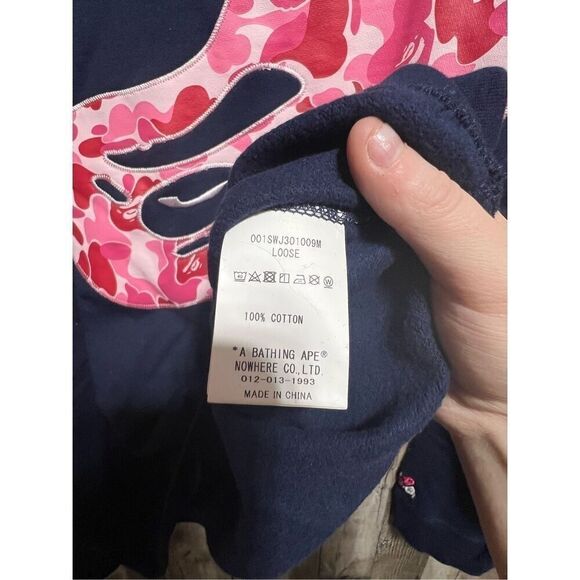 001SWJ301009M
LOOSE
100% COTTON
*A BATHING APE®
NOWHERE CO.,LTD.
012-013-1993
MADE IN CHINA